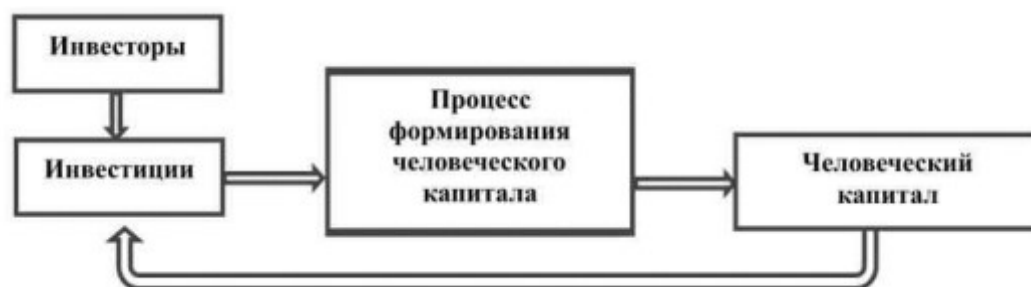 Инвесторы
Инвестиции
Процесс
формирования
человеческого
капитала
Человеческий
капитал